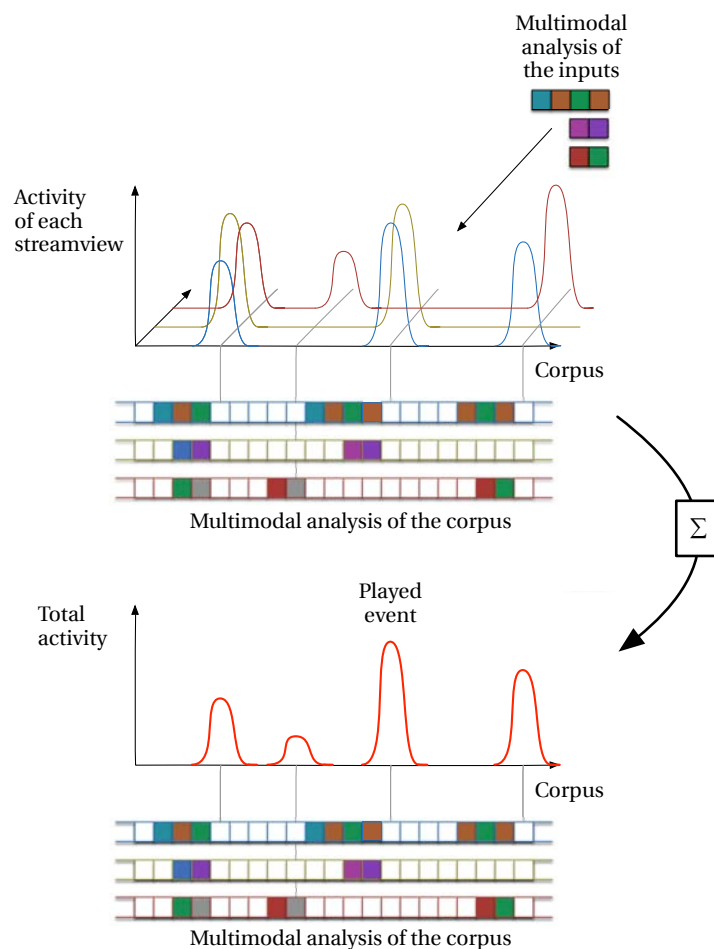 Multimodal
analysis of
the inputs
Activity
of each
streamview
Corpus
Multimodal analysis of the corpus
Σ
Played
event
Total
activity
Corpus
Multimodal analysis of the corpus